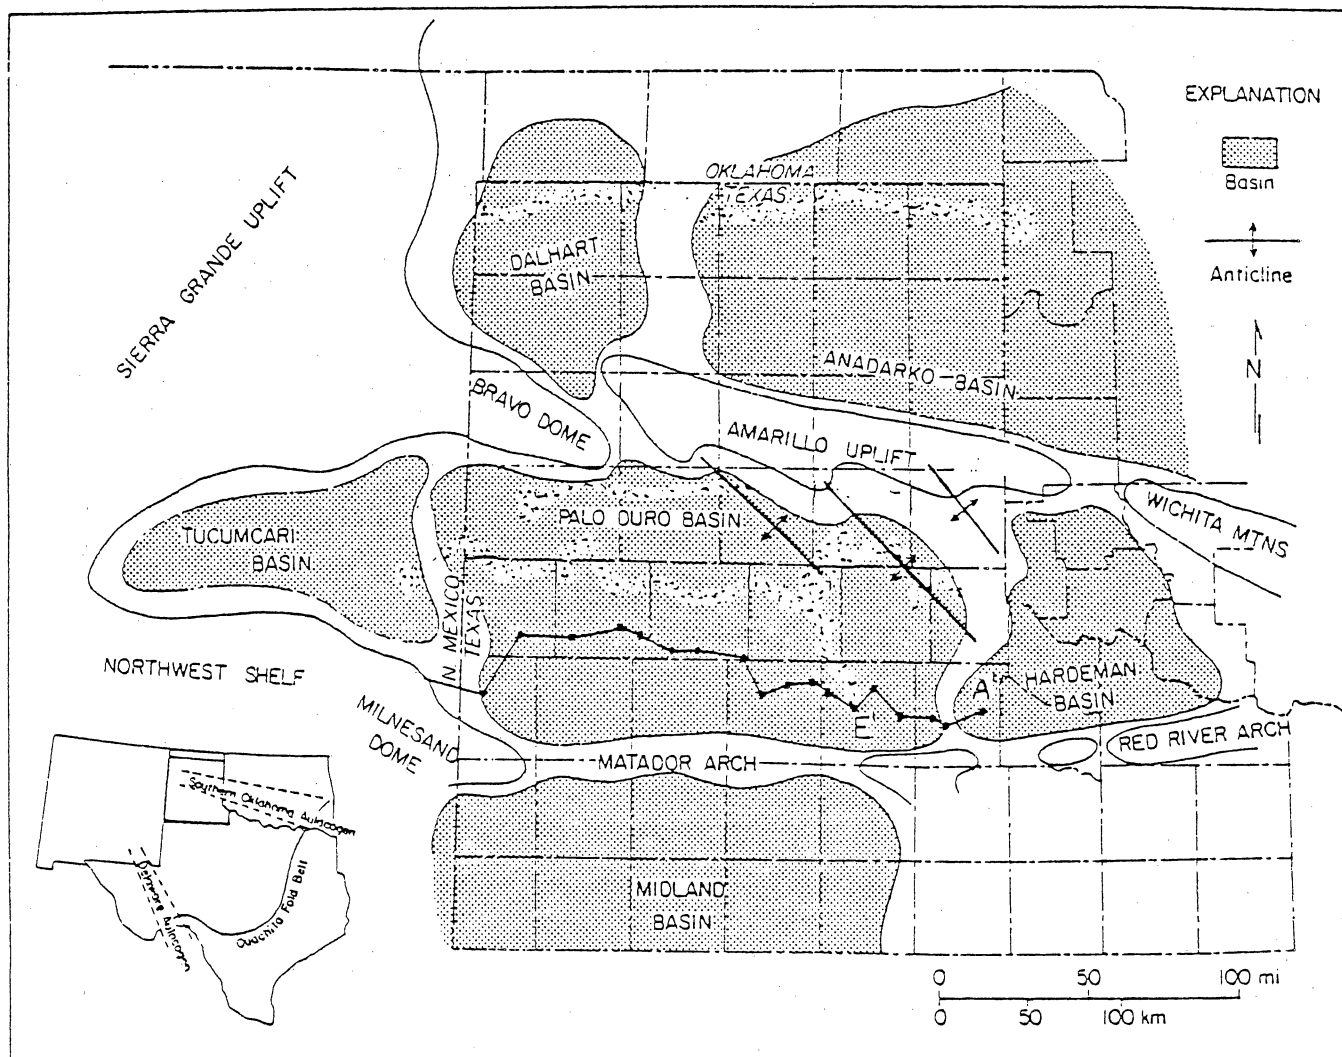 EXPLANATION
Basin
Anticline
N
SIERRA GRANDE UPLIFT
OKLAHOMA
TEXAS
DALHART
BASIN
ANADARKO BASIN
BRAVO DOME
AMARILLO UPLIFT
WICHITA MTNS
PALO DURO BASIN
TUCUMCARI
BASIN
N. MEXICO
TEXAS
NORTHWEST SHELF
HARDEMAN
BASIN
A'
E'
MILNESAND
DOME
MATADOR ARCH
RED RIVER ARCH
MIDLAND
BASIN
Southern Oklahoma Aulacogen
Delaware Aulacogen
Ouachita Fold Belt
0 50 100 mi
0 50 100 km